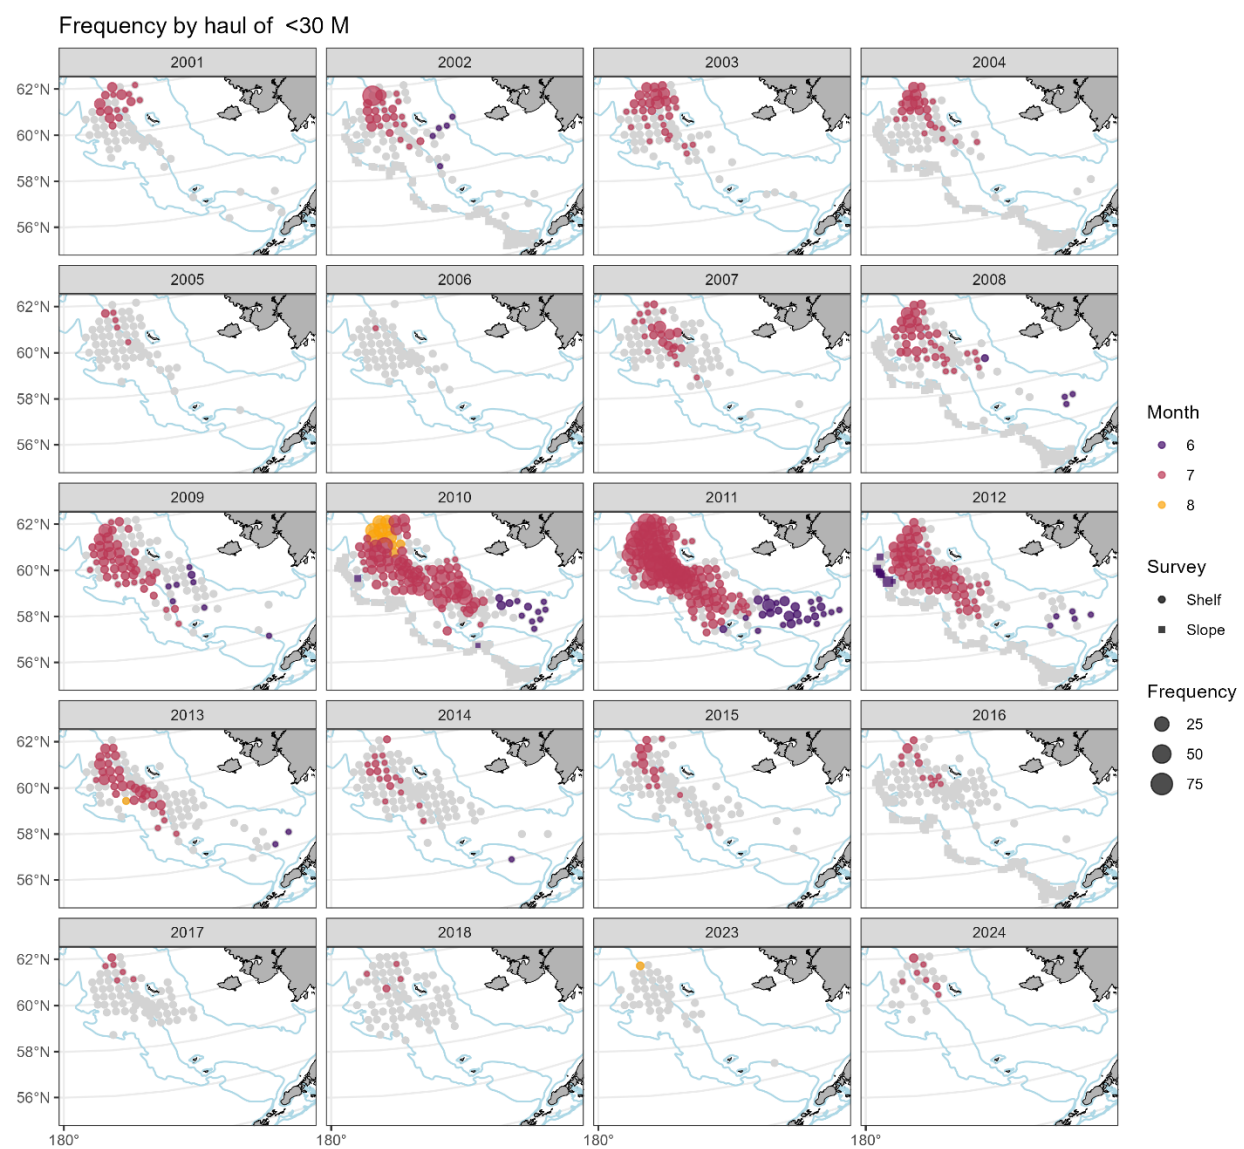 Frequency by haul of  <30 M
2001 2002 2003 2004
62°N
60°N
58°N
56°N
2005 2006 2007 2008
62°N
60°N
58°N
56°N
2009 2010 2011 2012
62°N
60°N
58°N
56°N
2013 2014 2015 2016
62°N
60°N
58°N
56°N
2017 2018 2023 2024
62°N
60°N
58°N
56°N
180° 180° 180° 180°
Month
6
7
8
Survey
Shelf
Slope
Frequency
25
50
75